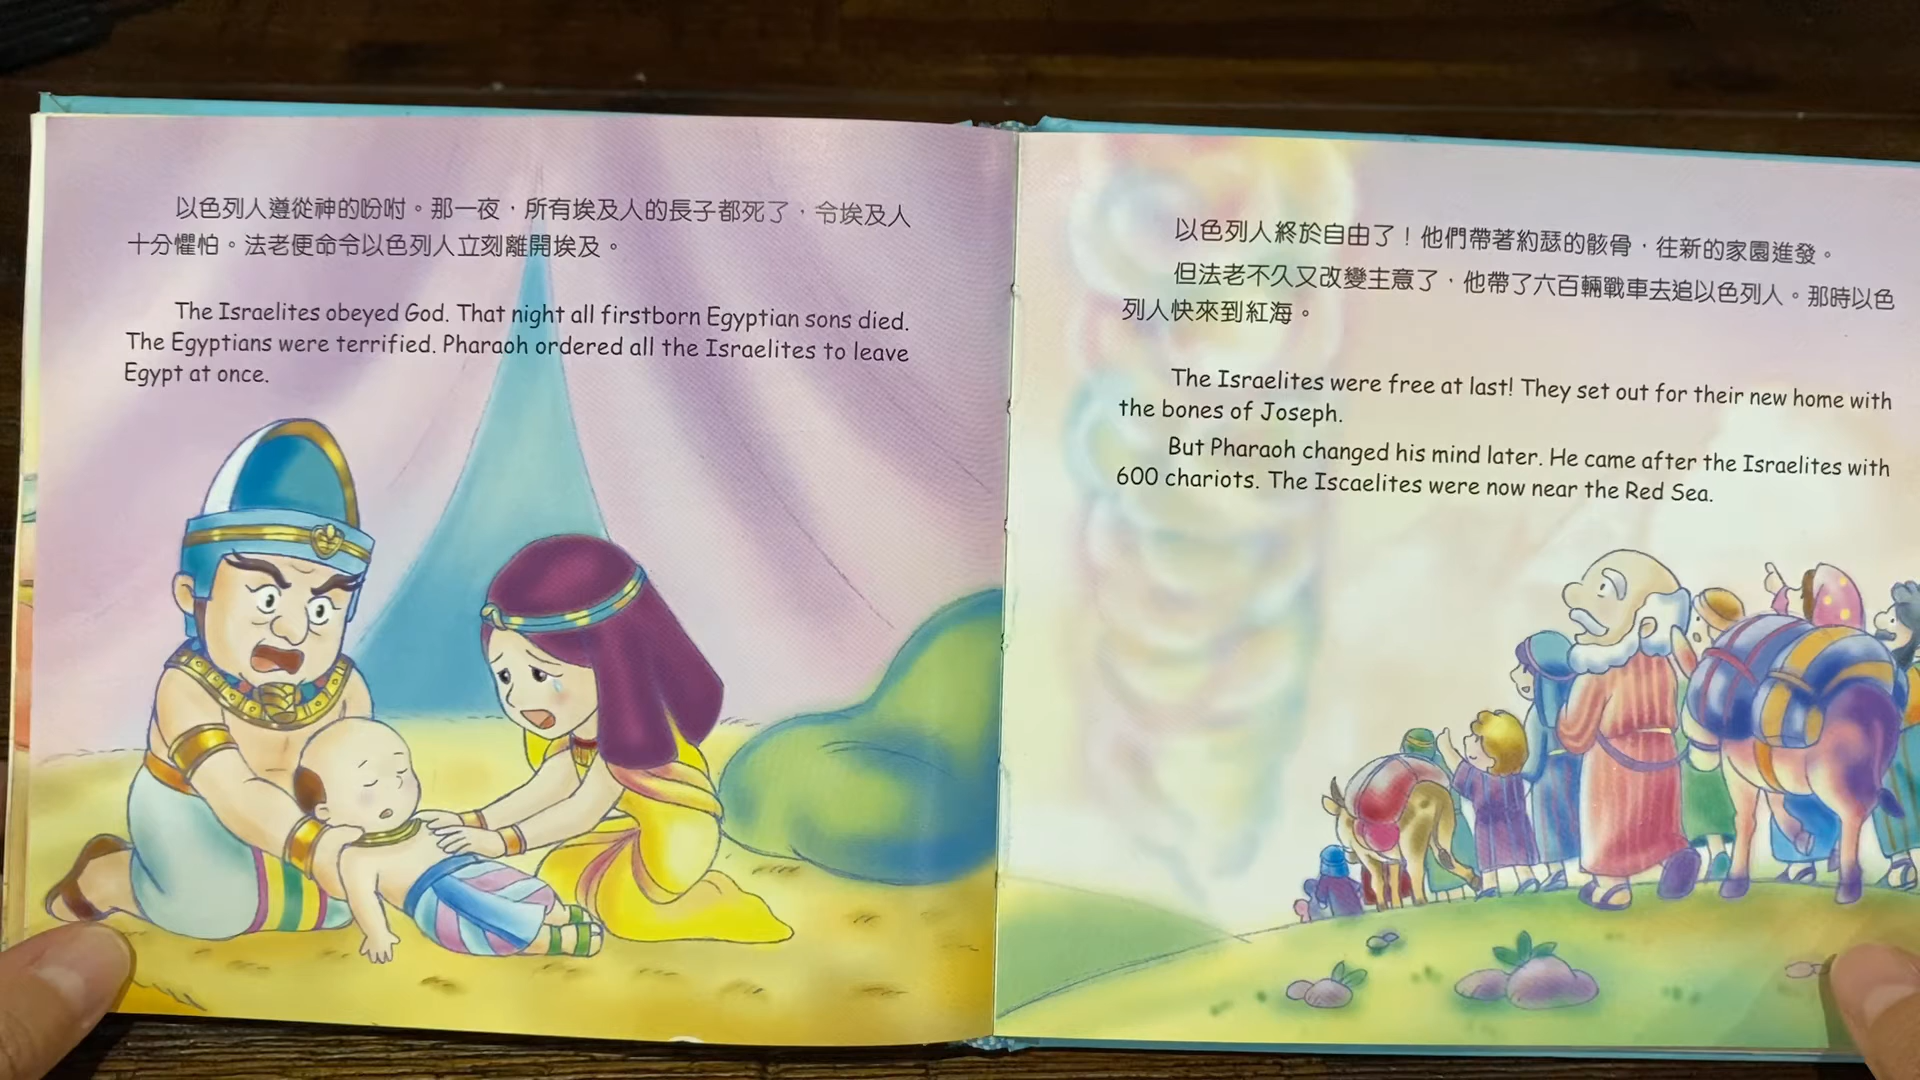 以色列人遵從神的吩咐。那一夜，所有埃及人的長子都死了，令埃及人
十分懼怕。法老便命令以色列人立刻離開埃及。
The Israelites obeyed God. That night all firstborn Egyptian sons died.
The Egyptians were terrified. Pharaoh ordered all the Israelites to leave
Egypt at once.
以色列人終於自由了！他們帶著約瑟的骸骨，往新的家園進發。
但法老不久又改變主意了，他帶了六百輛戰車去追以色列人。那時以色
列人快來到紅海。
The Israelites were free at last! They set out for their new home with
the bones of Joseph.
But Pharaoh changed his mind later. He came after the Israelites with
600 chariots. The Iscaelites were now near the Red Sea.